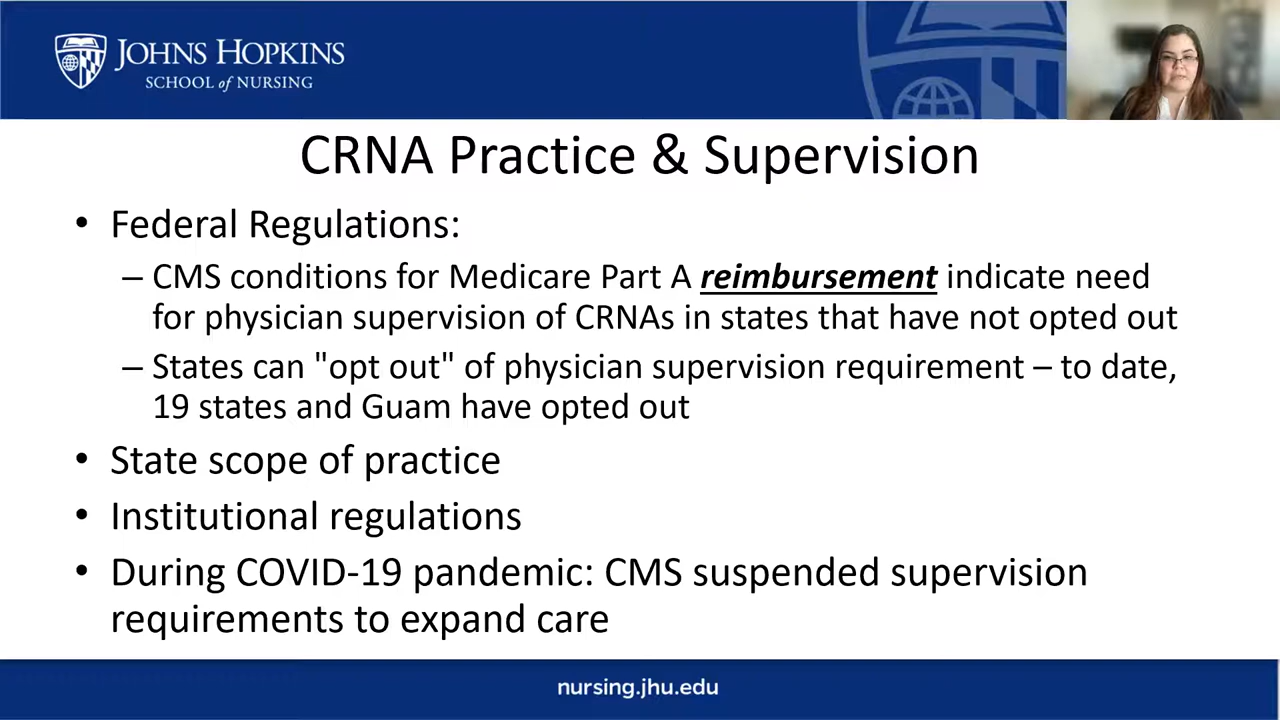 JOHNS HOPKINS
SCHOOL of NURSING
CRNA Practice & Supervision
• Federal Regulations:
– CMS conditions for Medicare Part A reimbursement indicate need
for physician supervision of CRNAs in states that have not opted out
– States can "opt out" of physician supervision requirement – to date,
19 states and Guam have opted out
• State scope of practice
• Institutional regulations
• During COVID-19 pandemic: CMS suspended supervision
requirements to expand care
nursing.jhu.edu